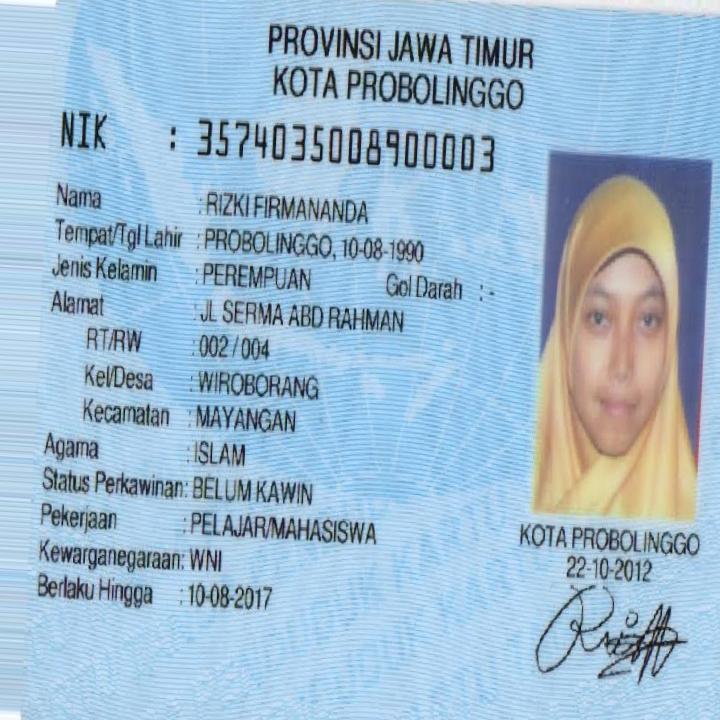 PROVINSI JAWA TIMUR
KOTA PROBOLINGGO
NIK : 3574035008900003
Nama : RIZKI FIRMANANDA
Tempat/Tgl Lahir : PROBOLINGGO, 10-08-1990
Jenis Kelamin : PEREMPUAN Gol Darah : -
Alamat : JL SERMA ABD RAHMAN
RT/RW : 002 / 004
Kel/Desa : WIROBORANG
Kecamatan : MAYANGAN
Agama : ISLAM
Status Perkawinan: BELUM KAWIN
Pekerjaan : PELAJAR/MAHASISWA
Kewarganegaraan: WNI
Berlaku Hingga : 10-08-2017
KOTA PROBOLINGGO
22-10-2012